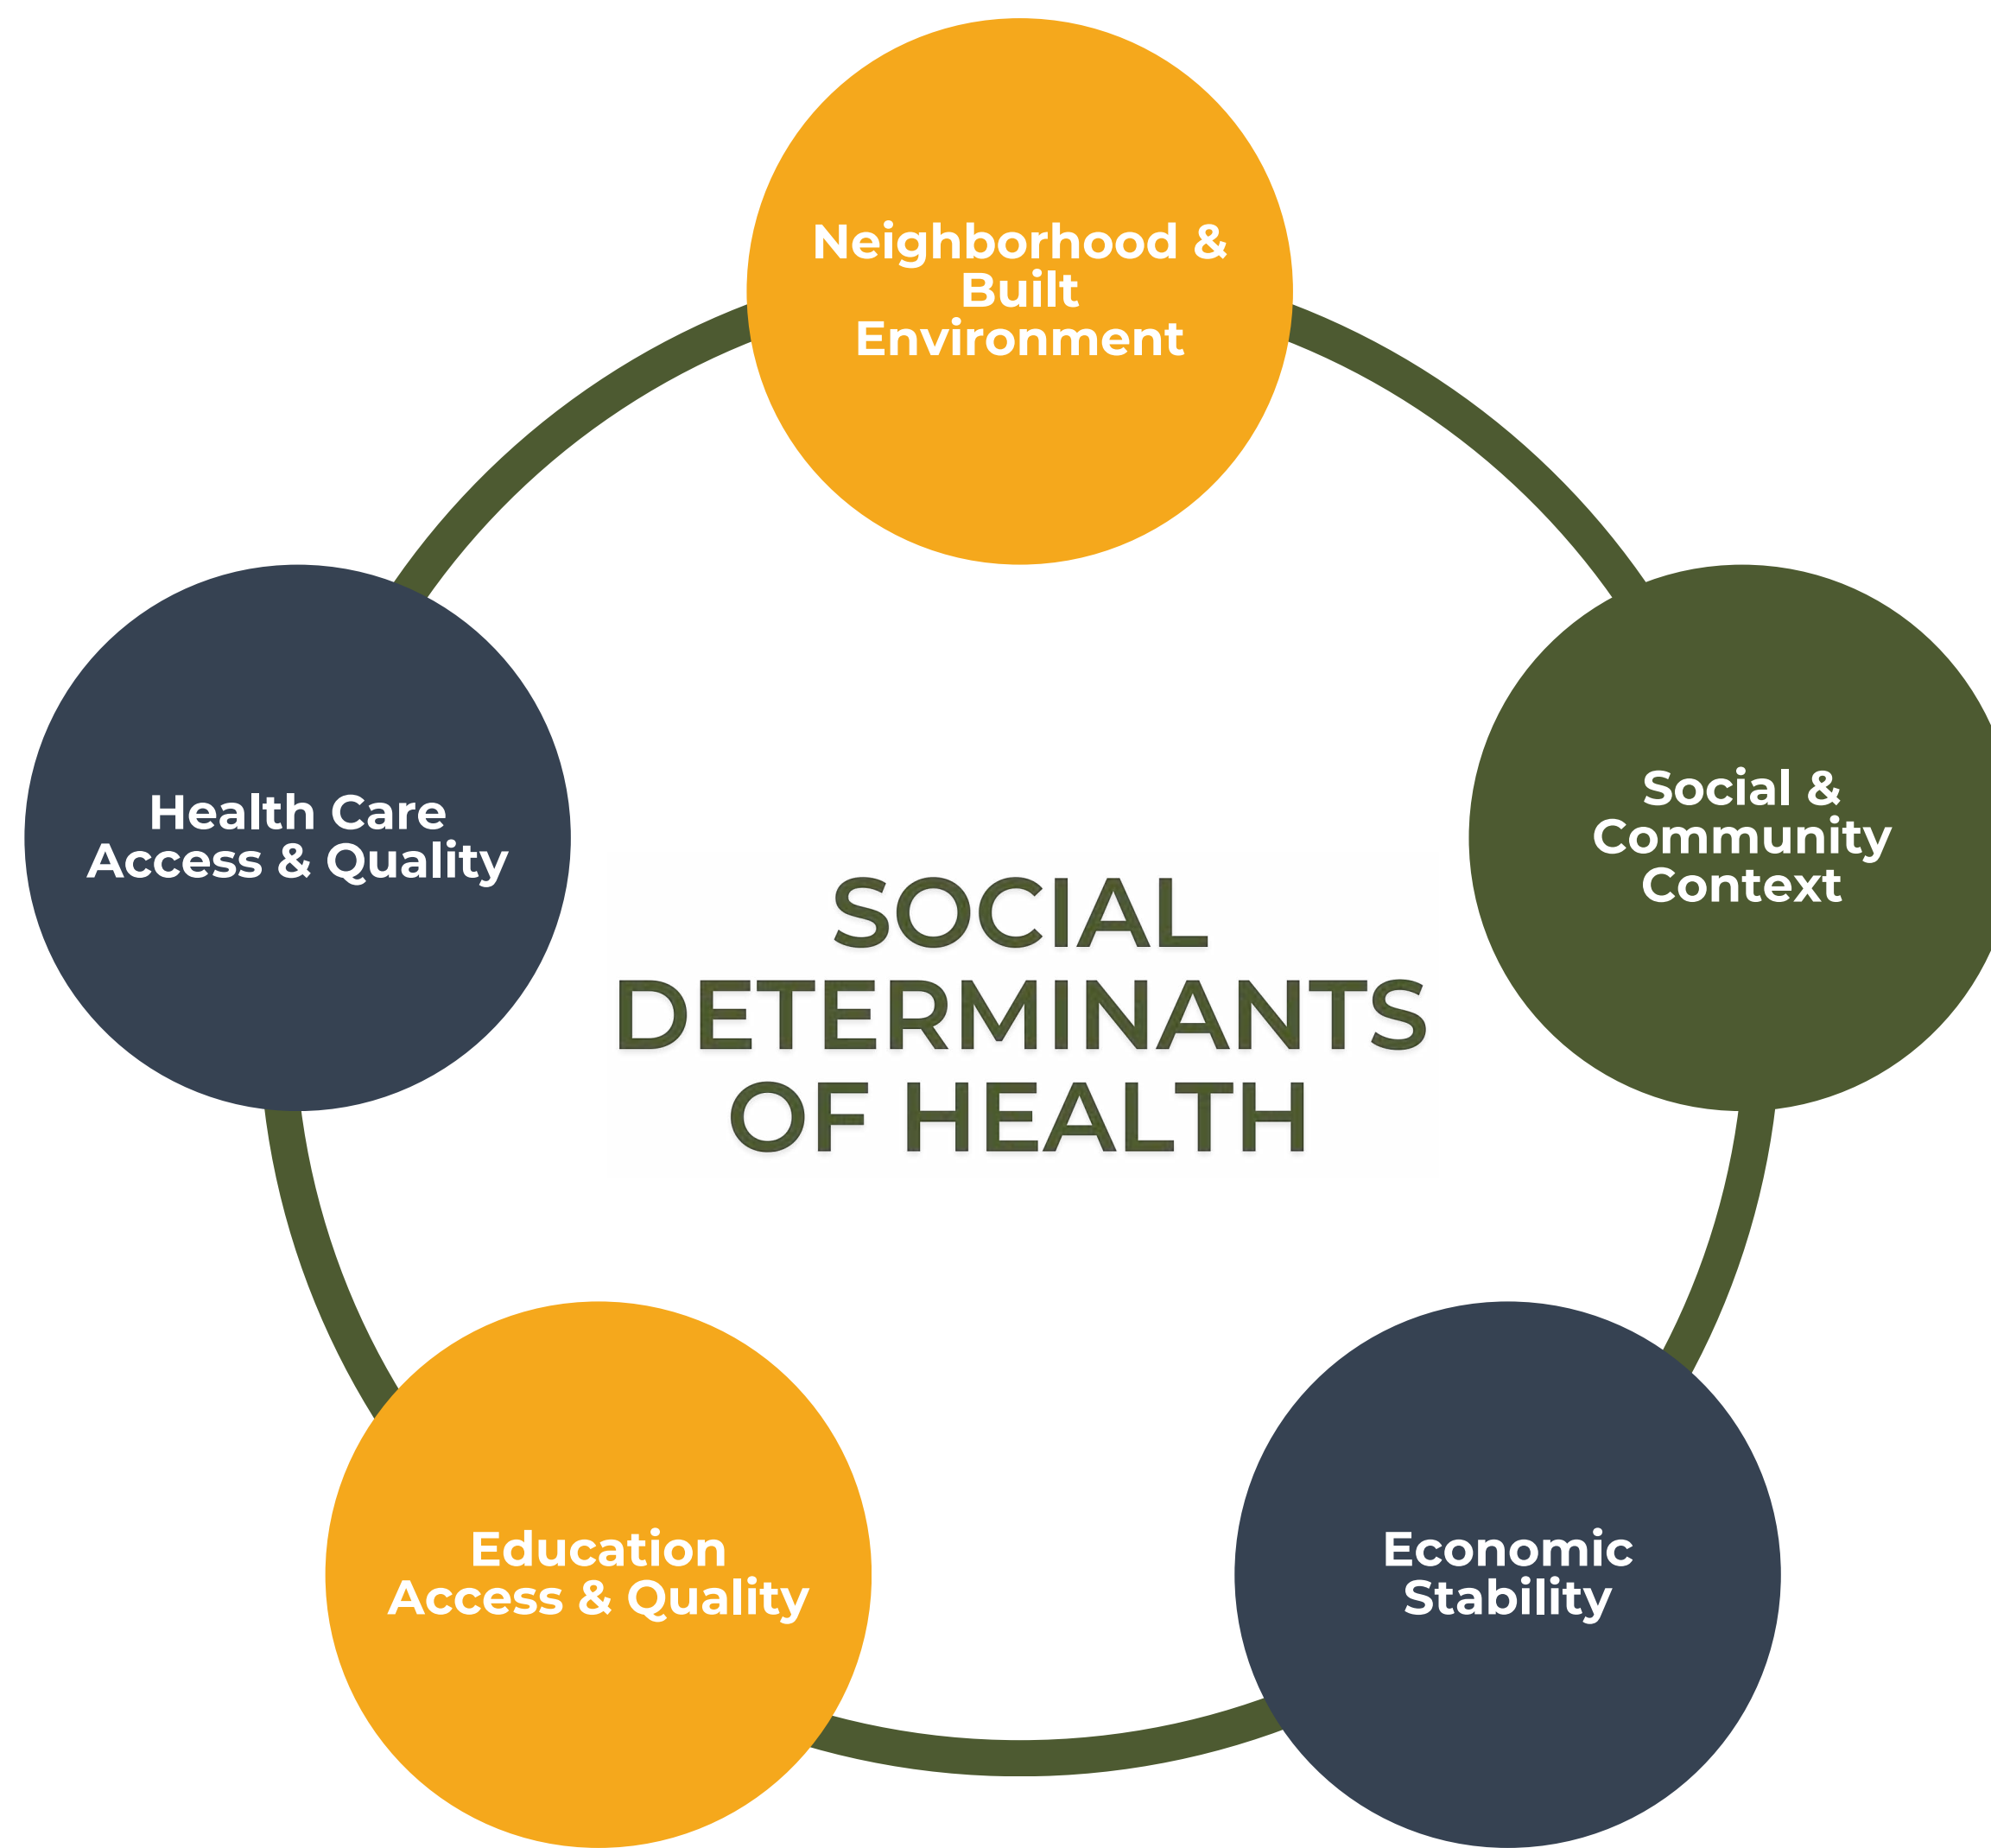 Neighborhood &
Built
Environment
Social &
Community
Context
Health Care
Access & Quality
SOCIAL
DETERMINANTS
OF HEALTH
Education
Access & Quality
Economic
Stability